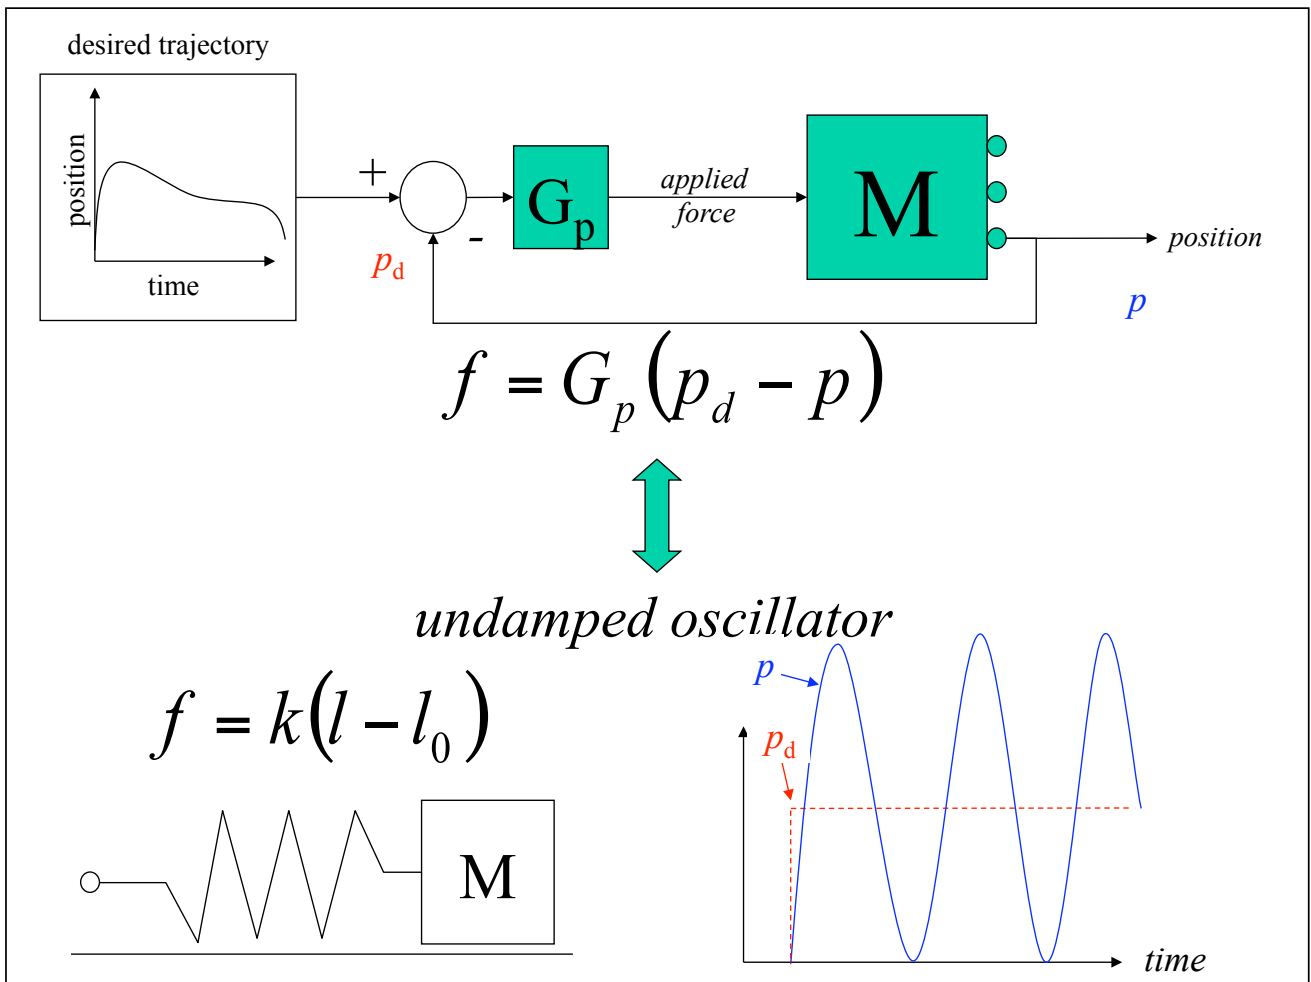 desired trajectory
position
time
+
-
p_d
G_p
applied
force
M
position
p
f = G_p(p_d − p)
undamped oscillator
f = k(l − l_0)
M
p
p_d
time